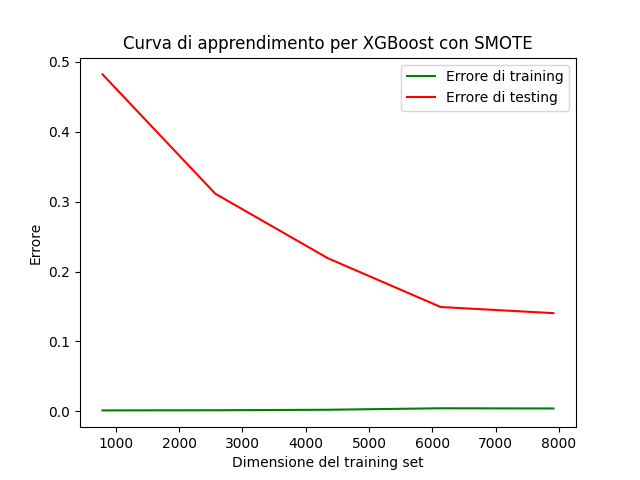 Curva di apprendimento per XGBoost con SMOTE
Errore di training
Errore di testing
0.5
0.4
0.3
0.2
0.1
0.0
Errore
1000 2000 3000 4000 5000 6000 7000 8000
Dimensione del training set